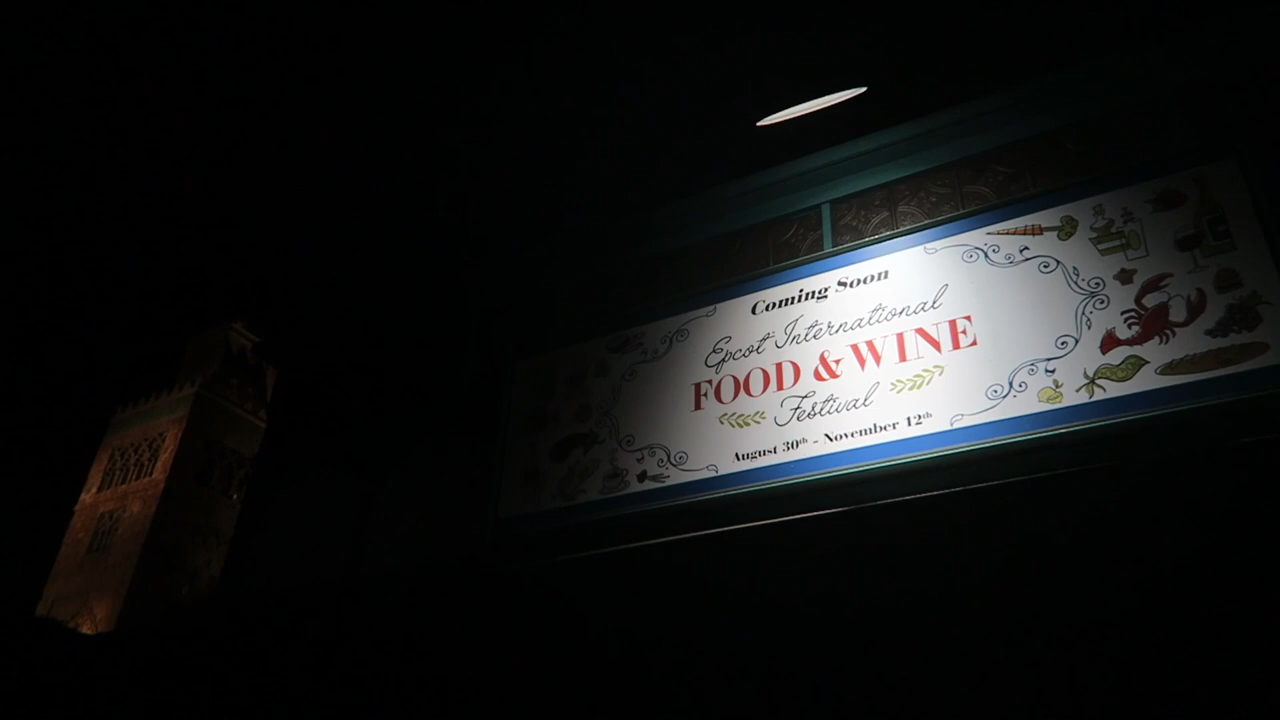 Coming Soon
Epcot International
FOOD & WINE
Festival
August 30th - November 12th